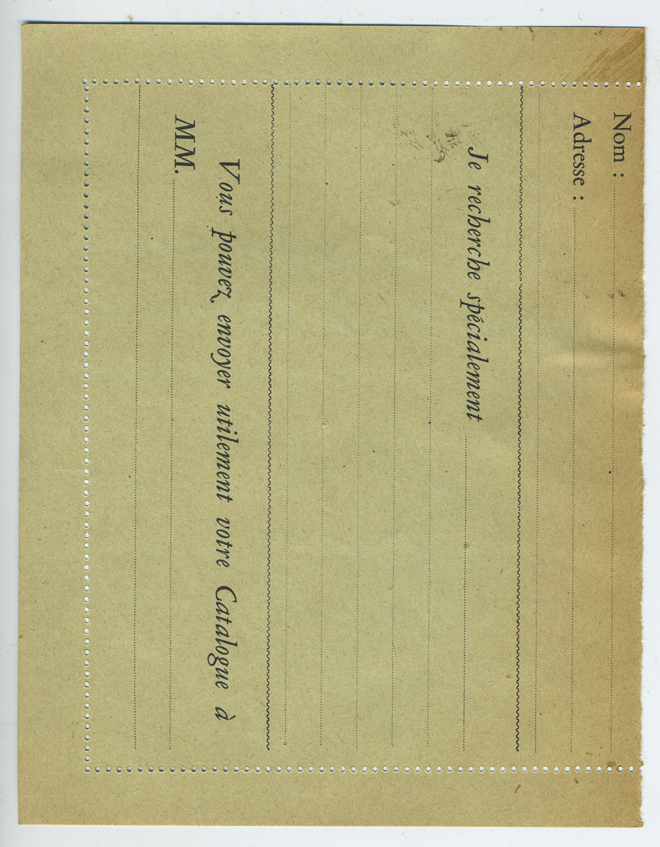 Nom :
Adresse :
Je recherche spécialement
Vous pouvez envoyer utilement votre Catalogue à
MM.